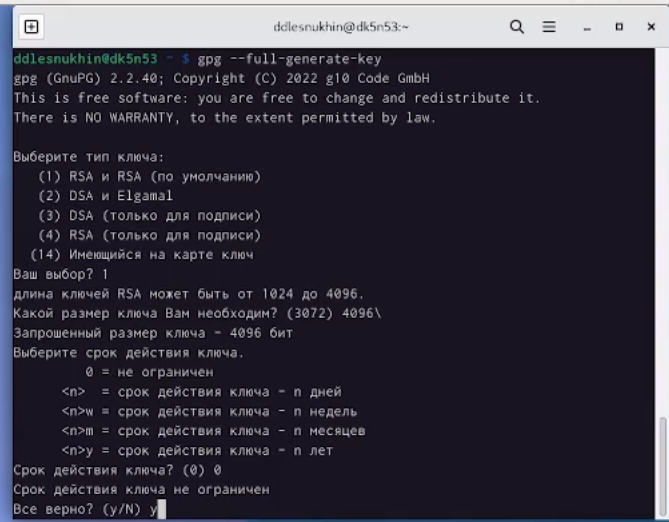 ddlesnukhin@dk5n53:~
ddlesnukhin@dk5n53 ~ $ gpg --full-generate-key
gpg (GnuPG) 2.2.40; Copyright (C) 2022 g10 Code GmbH
This is free software: you are free to change and redistribute it.
There is NO WARRANTY, to the extent permitted by law.
Выберите тип ключа:
(1) RSA и RSA (по умолчанию)
(2) DSA и Elgamal
(3) DSA (только для подписи)
(4) RSA (только для подписи)
(14) Имеющийся на карте ключ
Ваш выбор? 1
длина ключей RSA может быть от 1024 до 4096.
Какой размер ключа Вам необходим? (3072) 4096\
Запрошенный размер ключа - 4096 бит
Выберите срок действия ключа.
0 = не ограничен
<n> = срок действия ключа - n дней
<n>w = срок действия ключа - n недель
<n>m = срок действия ключа - n месяцев
<n>y = срок действия ключа - n лет
Срок действия ключа? (0) 0
Срок действия ключа не ограничен
Все верно? (y/N) y